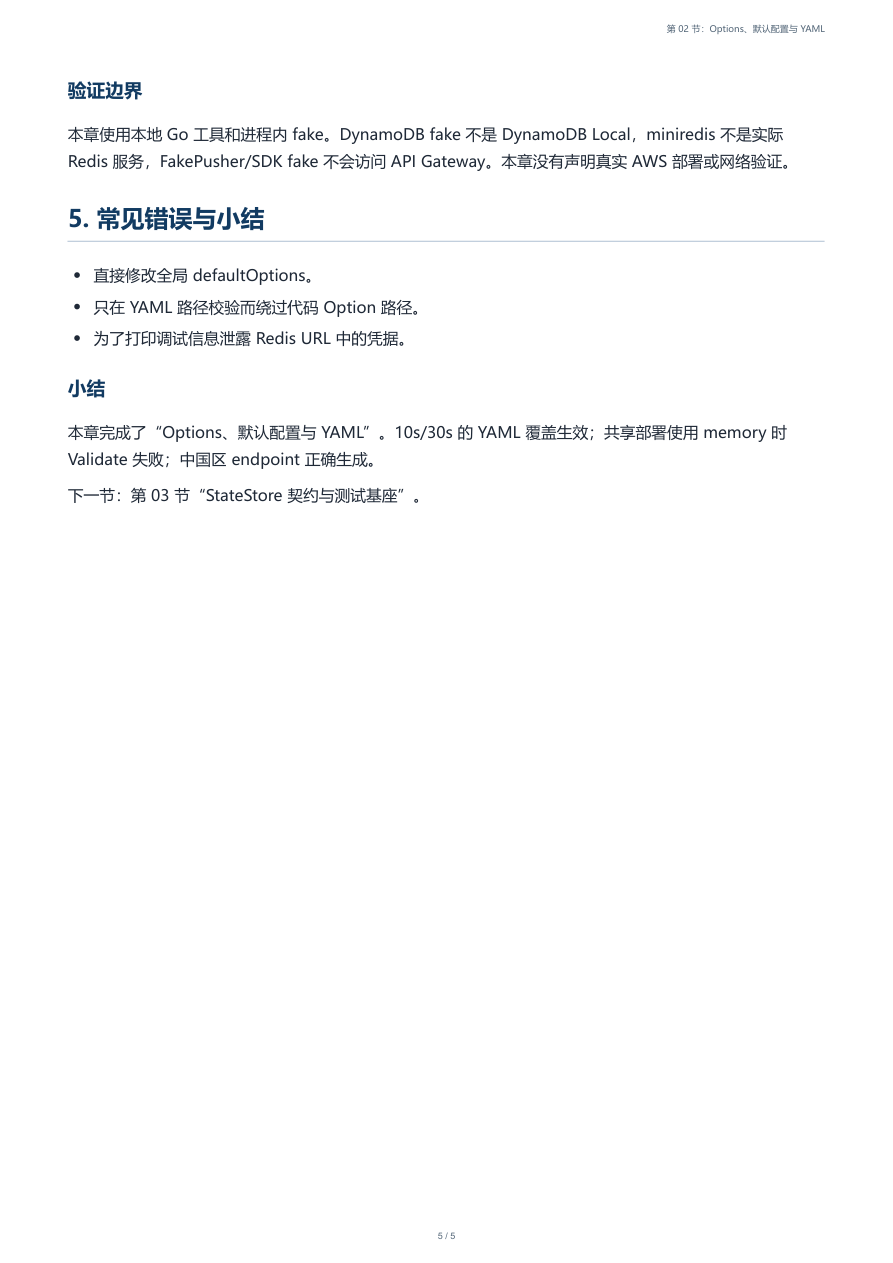 第 02 节：Options、默认配置与 YAML
验证边界
本章使用本地 Go 工具和进程内 fake。DynamoDB fake 不是 DynamoDB Local，miniredis 不是实际
Redis 服务，FakePusher/SDK fake 不会访问 API Gateway。本章没有声明真实 AWS 部署或网络验证。
5. 常见错误与小结
• 直接修改全局 defaultOptions。
• 只在 YAML 路径校验而绕过代码 Option 路径。
• 为了打印调试信息泄露 Redis URL 中的凭据。
小结
本章完成了“Options、默认配置与 YAML”。10s/30s 的 YAML 覆盖生效；共享部署使用 memory 时
Validate 失败；中国区 endpoint 正确生成。
下一节：第 03 节“StateStore 契约与测试基座”。
5 / 5